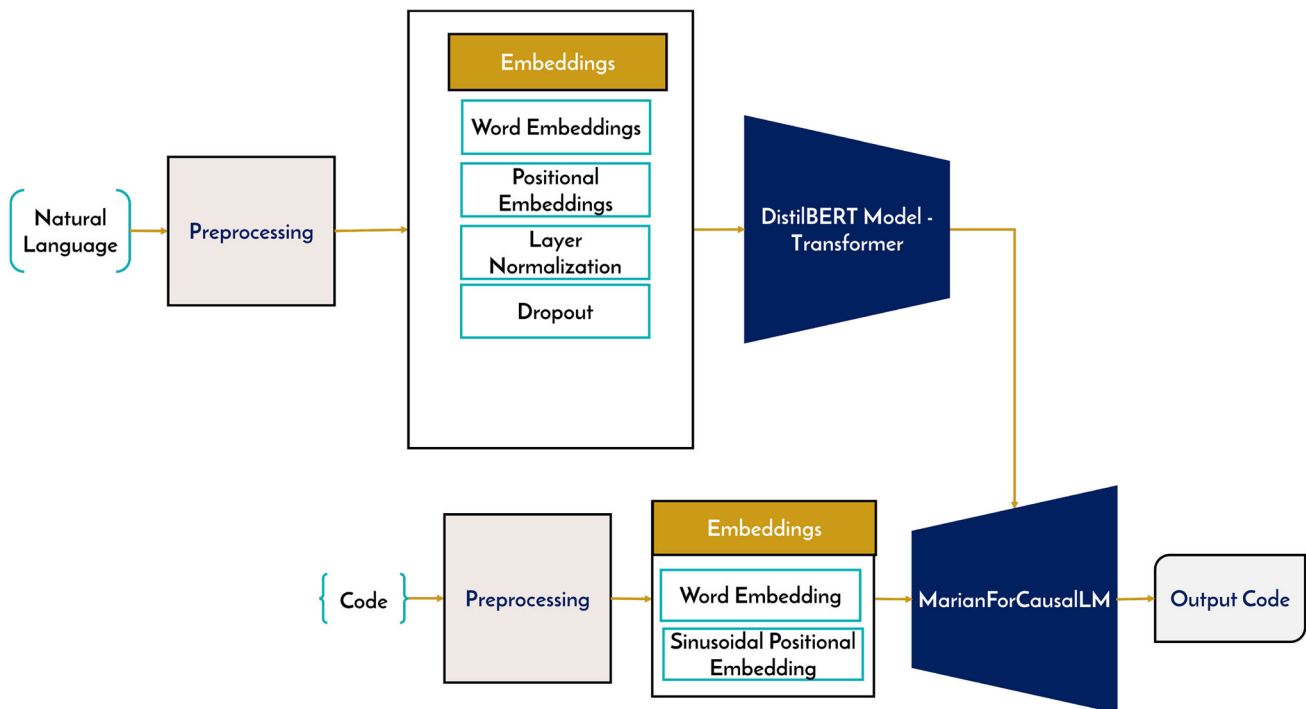 Embeddings
Word Embeddings
Positional
Embeddings
Layer
Normalization
Dropout
Natural
Language
Preprocessing
DistilBERT Model -
Transformer
Code
Preprocessing
Embeddings
Word Embedding
Sinusoidal Positional
Embedding
MarianForCausalLM
Output Code